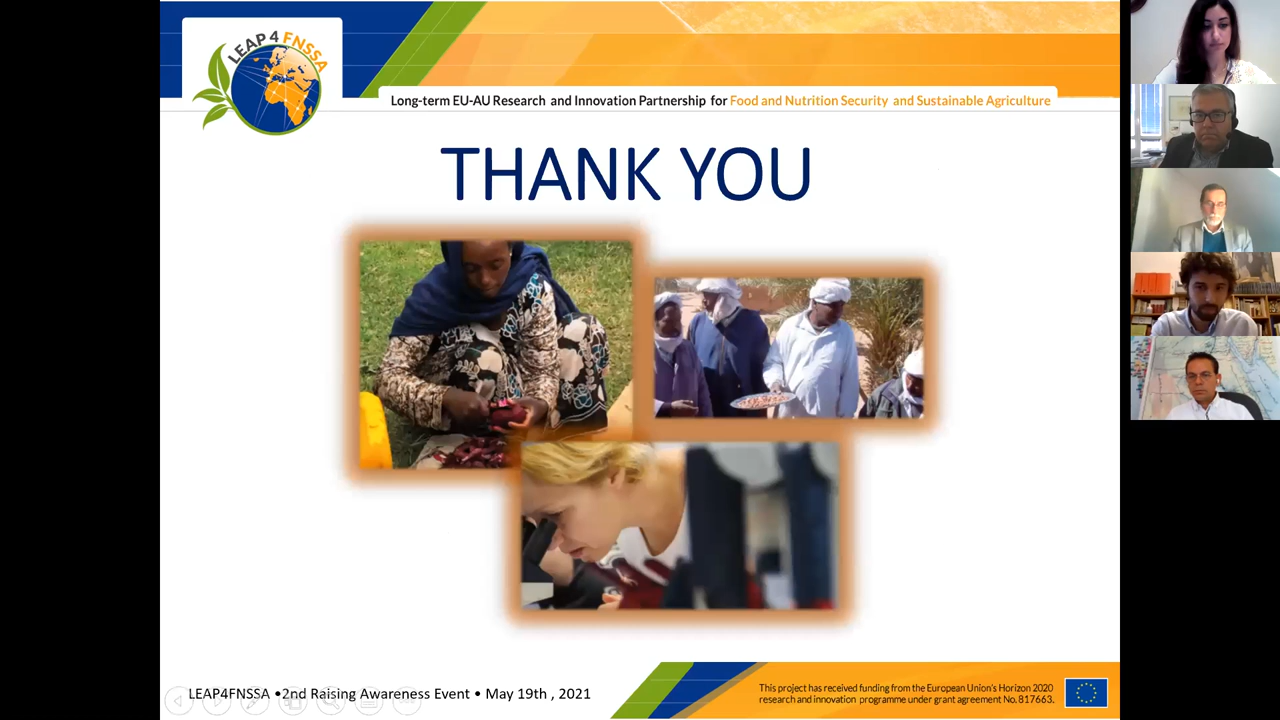 LEAP 4 FNSSA
Long-term EU-AU Research and Innovation Partnership for Food and Nutrition Security and Sustainable Agriculture
THANK YOU
LEAP4FNSSA •2nd Raising Awareness Event • May 19th , 2021
This project has received funding from the European Union's Horizon 2020
research and innovation programme under grant agreement No. 817663.